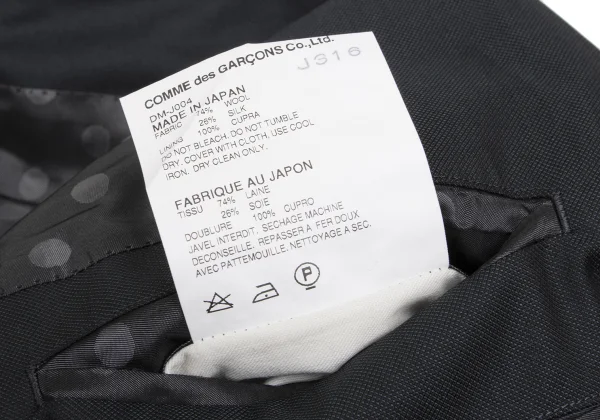 COMME des GARÇONS Co.,Ltd.
J316
DM-J004
MADE IN JAPAN
FABRIC 74% WOOL
26% SILK
LINING 100% CUPRA
DO NOT BLEACH. DO NOT TUMBLE
DRY. COVER WITH CLOTH, USE COOL
IRON. DRY CLEAN ONLY.
FABRIQUE AU JAPON
TISSU 74% LAINE
26% SOIE
DOUBLURE 100% CUPRO
JAVEL INTERDIT. SECHAGE MACHINE
DECONSEILLE. REPASSER A FER DOUX
AVEC PATTEMOUILLE. NETTOYAGE A SEC.
P